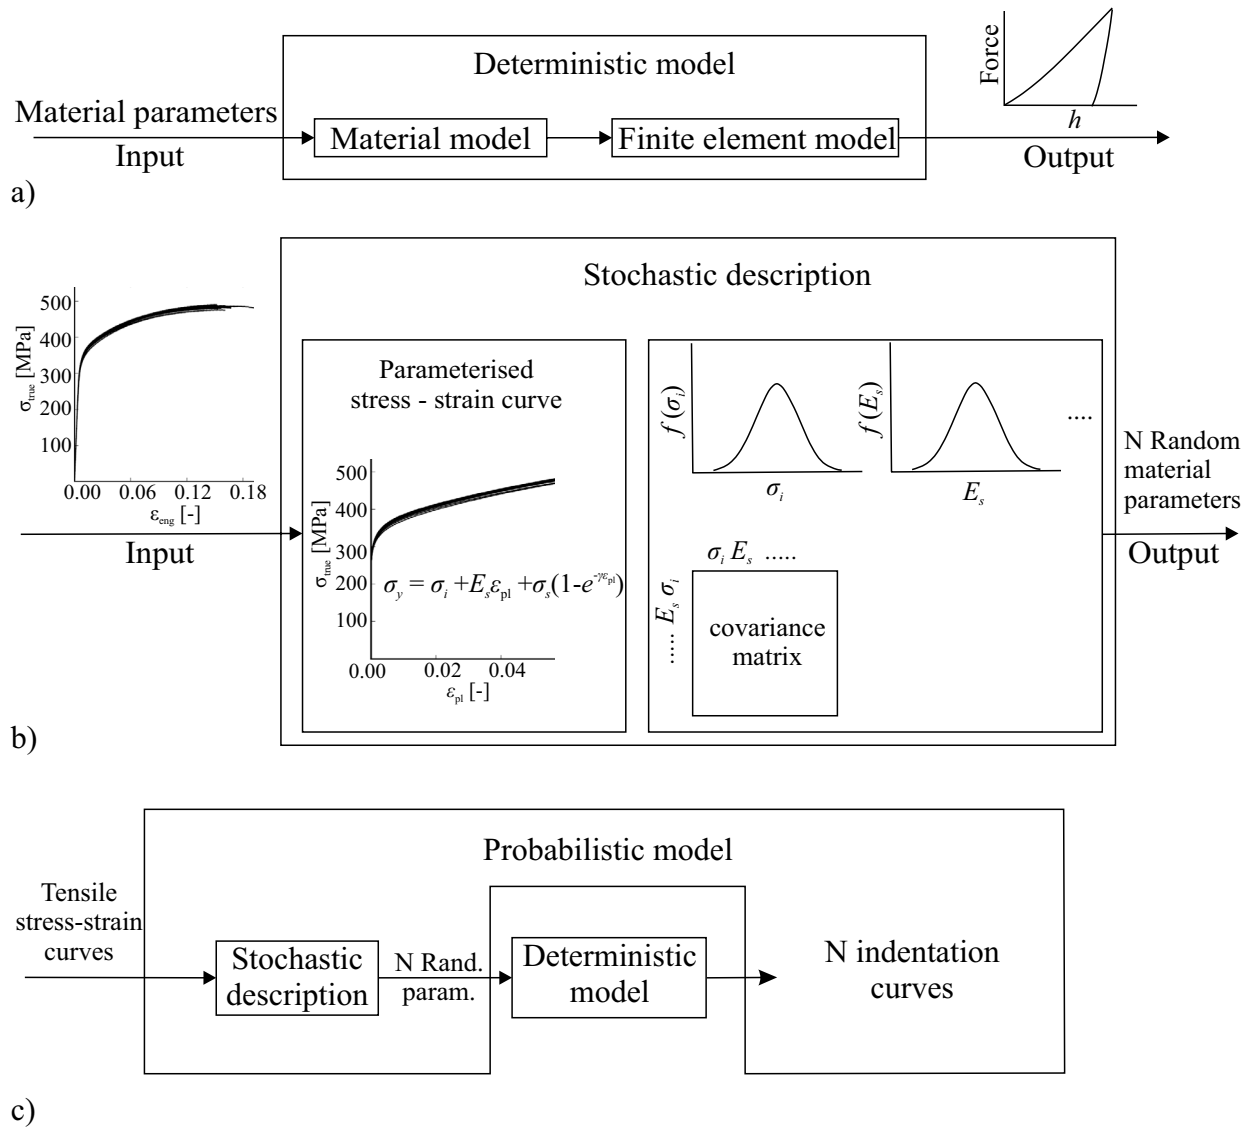 Deterministic model
Material parameters
Input
Material model
Finite element model
Force
h
Output
a)
Stochastic description
σtrue [MPa]
500
400
300
200
100
0.00 0.06 0.12 0.18
εeng [-]
Input
Parameterised
stress - strain curve
σtrue [MPa]
500
400
300
200
100
σy = σi +Esεpl +σs(1-e-γεpl)
0.00 0.02 0.04
εpl [-]
f (σi)
σi
f (Es)
Es
....
σi Es .....
..... Es σi
covariance
matrix
N Random
material
parameters
Output
b)
Probabilistic model
Tensile
stress-strain
curves
Stochastic
description
N Rand.
param.
Deterministic
model
N indentation
curves
c)